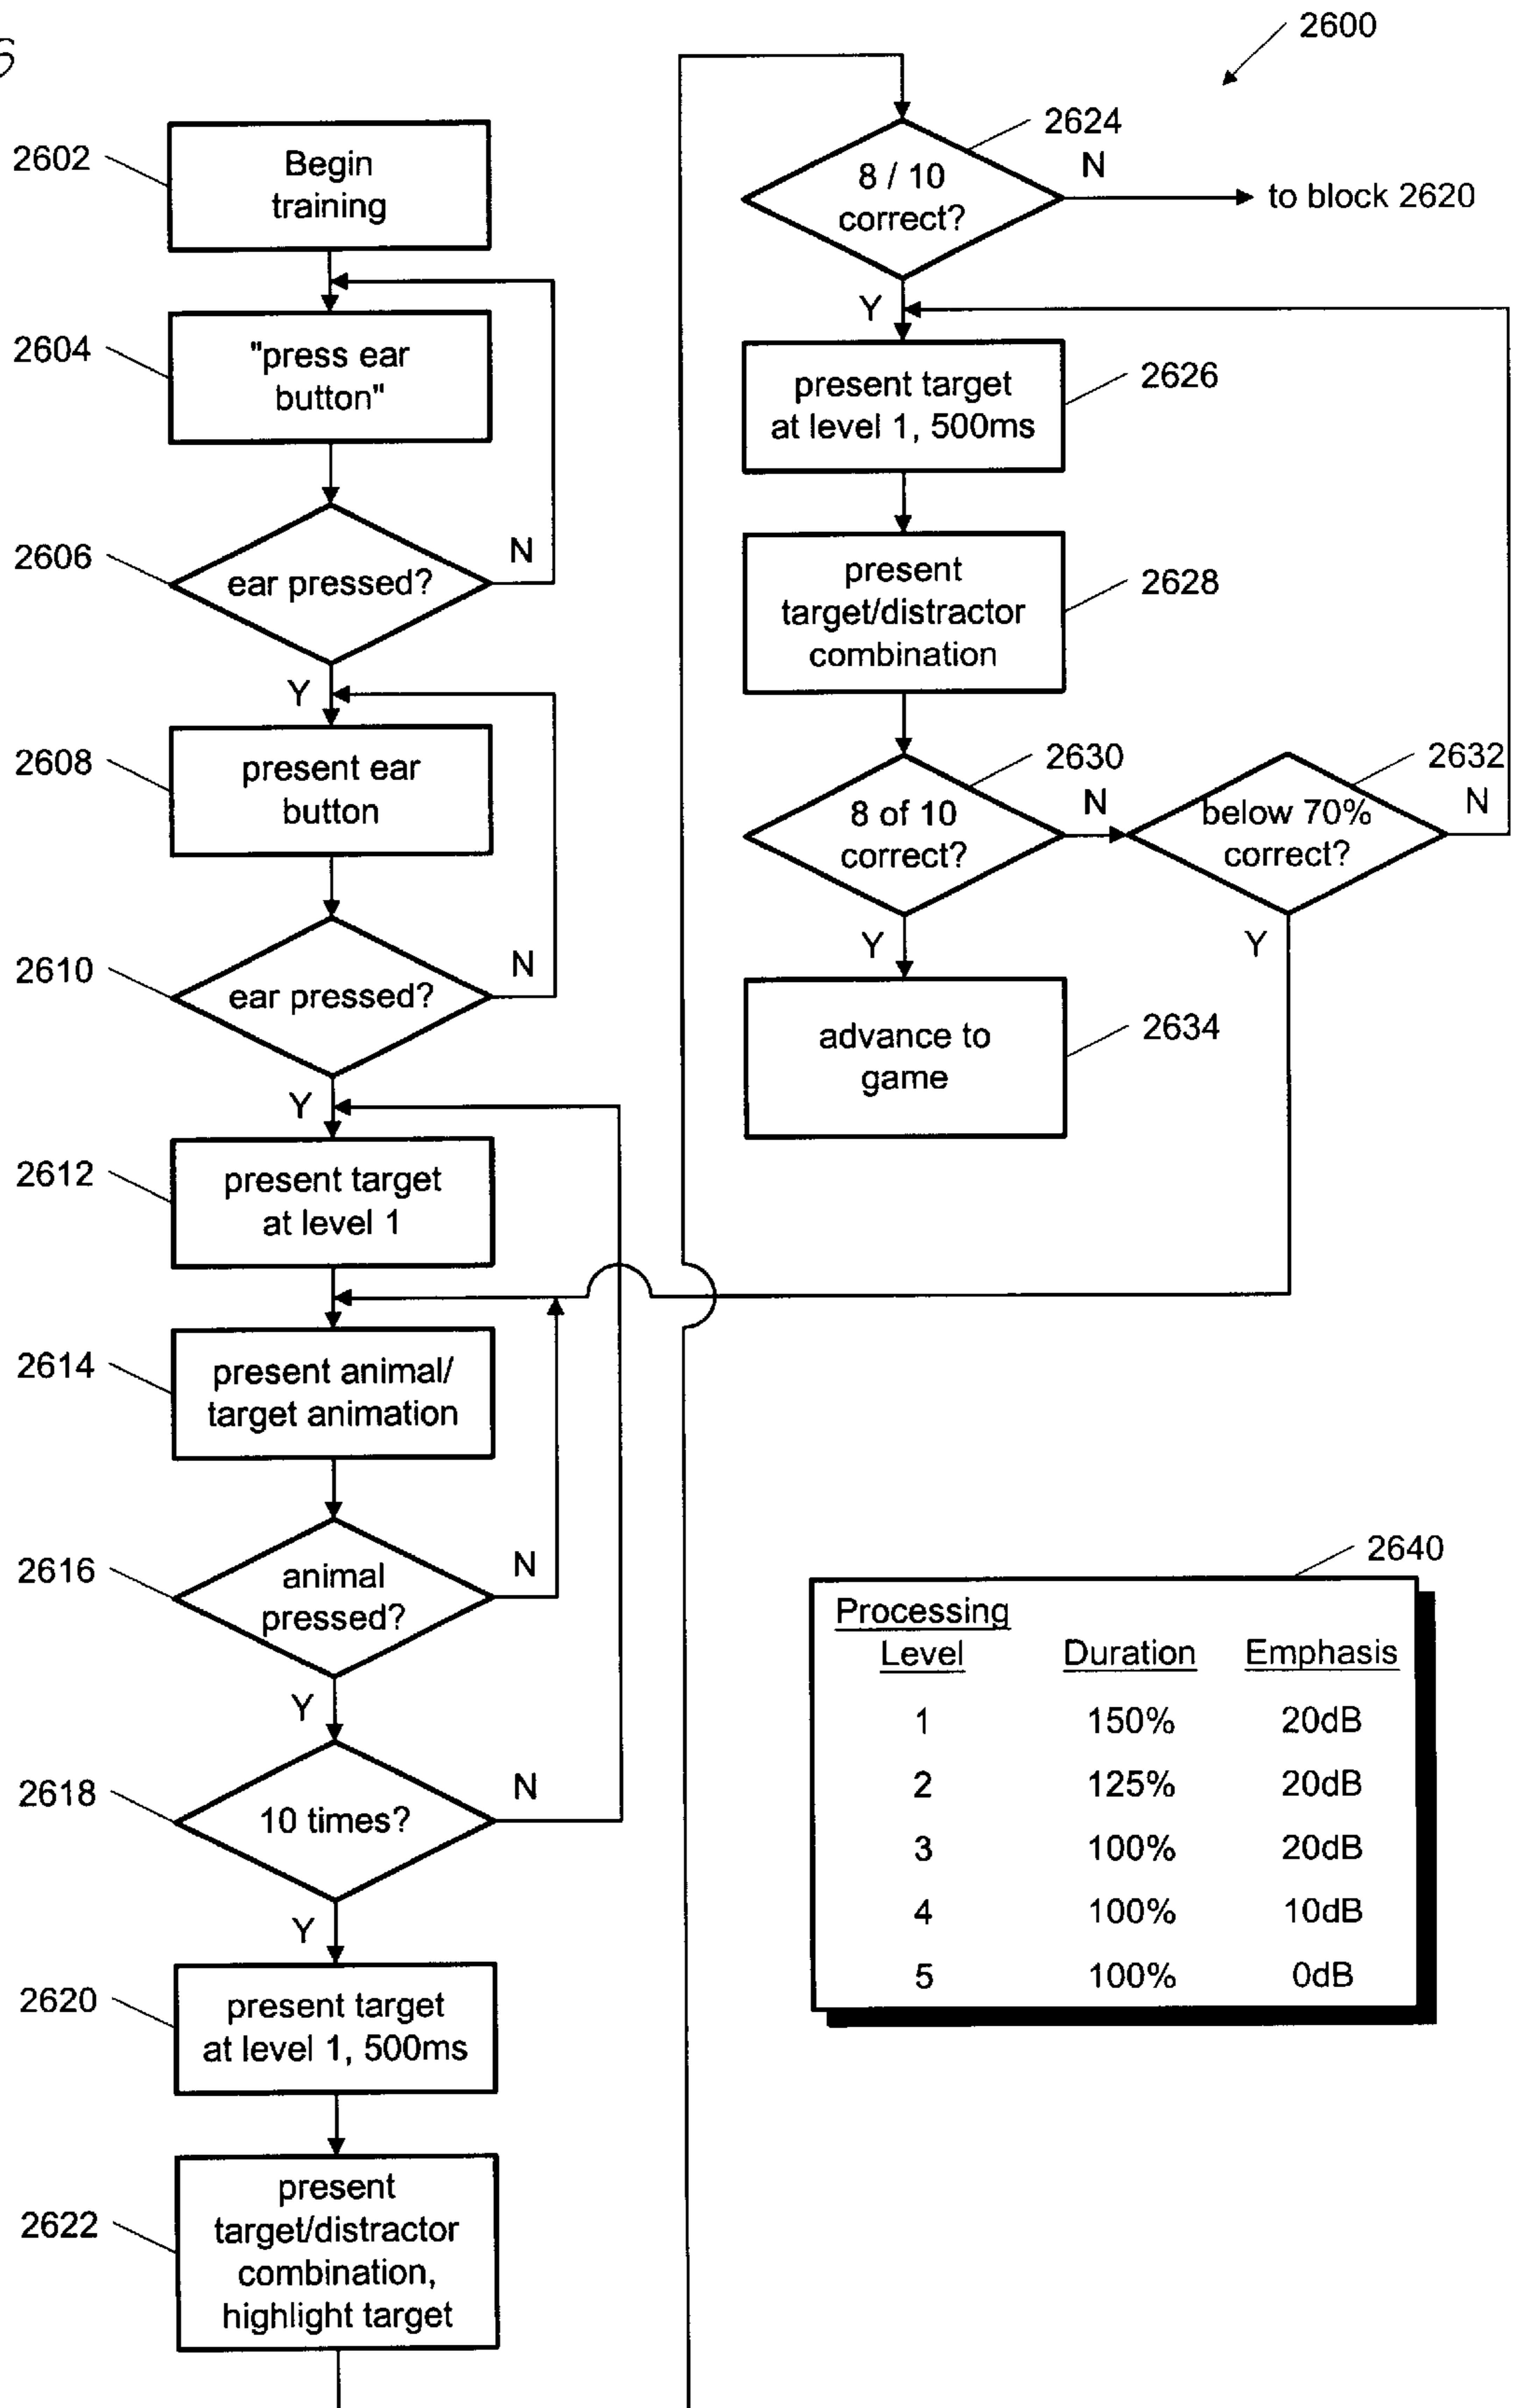 2600
2602
Begin
training
2604
"press ear
button"
2606
ear pressed?
N
Y
2608
present ear
button
2610
ear pressed?
N
Y
2612
present target
at level 1
2614
present animal/
target animation
2616
animal
pressed?
N
Y
2618
10 times?
N
Y
2620
present target
at level 1, 500ms
2622
present
target/distractor
combination,
highlight target
2624
8 / 10
correct?
N
to block 2620
Y
2626
present target
at level 1, 500ms
2628
present
target/distractor
combination
2630
8 of 10
correct?
N
2632
below 70%
correct?
N
Y
Y
2634
advance to
game
2640
Processing
Level Duration Emphasis
1 150% 20dB
2 125% 20dB
3 100% 20dB
4 100% 10dB
5 100% 0dB